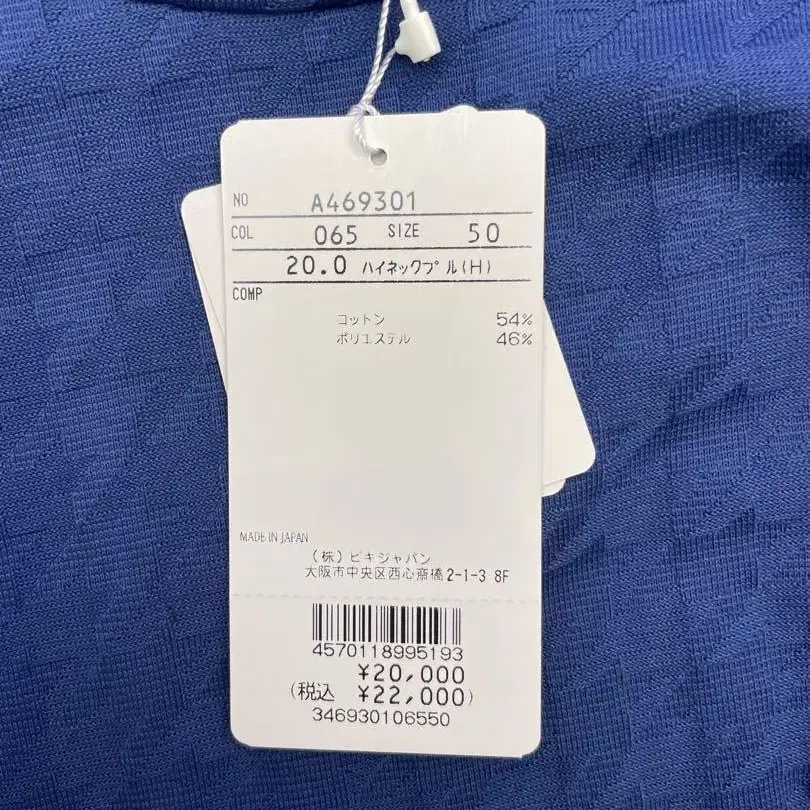 NO A469301
COL 065 SIZE 50
20.0 ハイネックプル(H)
COMP
コットン 54%
ポリエステル 46%
MADE IN JAPAN
(株)ビキジャパン
大阪市中央区西心斎橋2-1-3 8F
4570118995193
¥20,000
(税込 ¥22,000)
346930106550